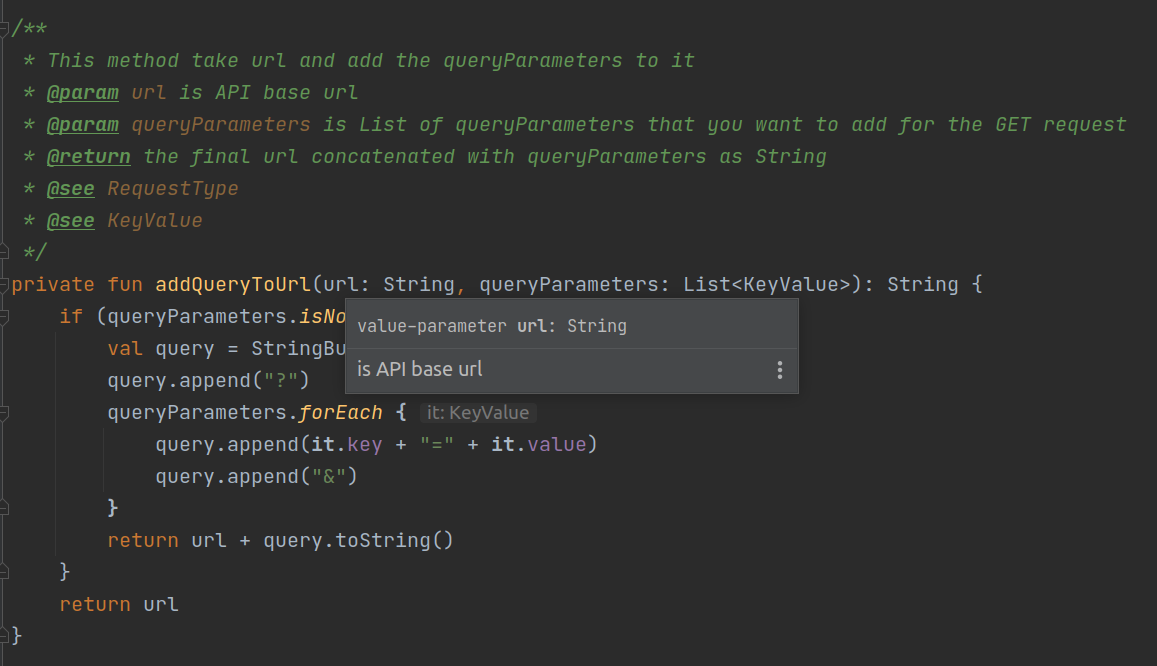 /**
 * This method take url and add the queryParameters to it
 * @param url is API base url
 * @param queryParameters is List of queryParameters that you want to add for the GET request
 * @return the final url concatenated with queryParameters as String
 * @see RequestType
 * @see KeyValue
 */
private fun addQueryToUrl(url: String, queryParameters: List<KeyValue>): String {
    if (queryParameters.isNo
value-parameter url: String
        val query = StringBu
is API base url
        query.append("?")
        queryParameters.forEach { it: KeyValue
            query.append(it.key + "=" + it.value)
            query.append("&")
        }
        return url + query.toString()
    }
    return url
}